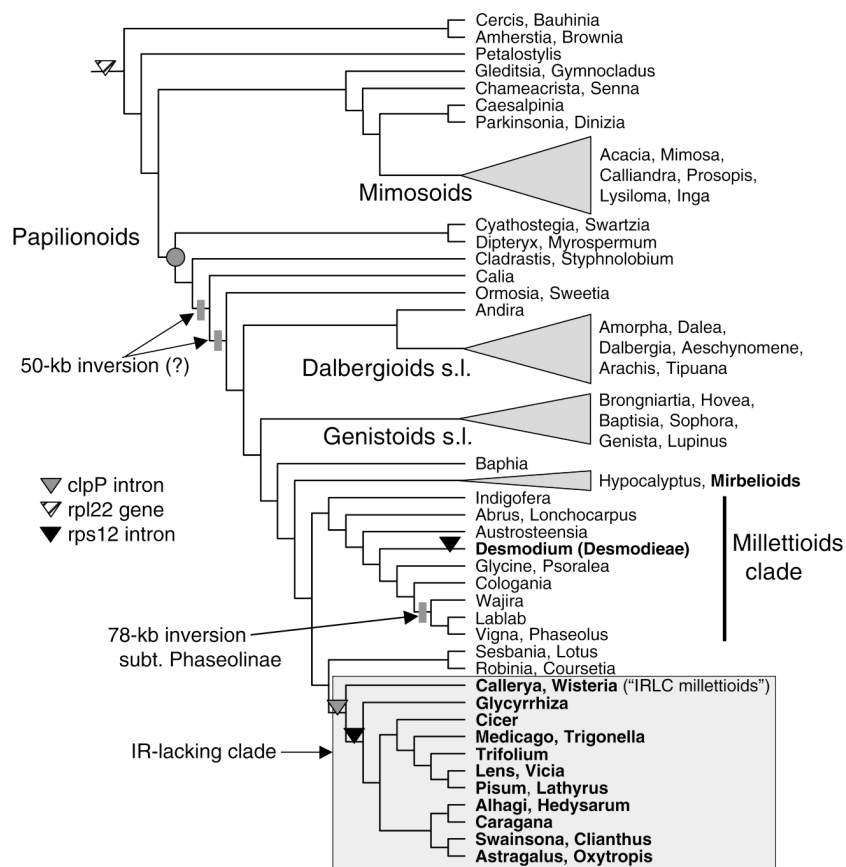 Cercis, Bauhinia
Amherstia, Brownia
Petalostylis
Gleditsia, Gymnocladus
Chameacrista, Senna
Caesalpinia
Parkinsonia, Dinizia
Acacia, Mimosa,
Calliandra, Prosopis,
Lysiloma, Inga
Mimosoids
Papilionoids
Cyathostegia, Swartzia
Dipteryx, Myrospermum
Cladrastis, Styphnolobium
Calia
Ormosia, Sweetia
Andira
50-kb inversion (?)
Amorpha, Dalea,
Dalbergia, Aeschynomene,
Arachis, Tipuana
Dalbergioids s.l.
Brongniartia, Hovea,
Baptisia, Sophora,
Genista, Lupinus
Genistoids s.l.
Baphia
Hypocalyptus, Mirbelioids
clpP intron
rpl22 gene
rps12 intron
Indigofera
Abrus, Lonchocarpus
Austrosteensia
Desmodium (Desmodieae)
Glycine, Psoralea
Cologania
Wajira
Lablab
Vigna, Phaseolus
Millettioids
clade
78-kb inversion
subt. Phaseolinae
Sesbania, Lotus
Robinia, Coursetia
Callerya, Wisteria ("IRLC millettioids")
Glycyrrhiza
Cicer
Medicago, Trigonella
Trifolium
Lens, Vicia
Pisum, Lathyrus
Alhagi, Hedysarum
Caragana
Swainsona, Clianthus
Astragalus, Oxytropis
IR-lacking clade